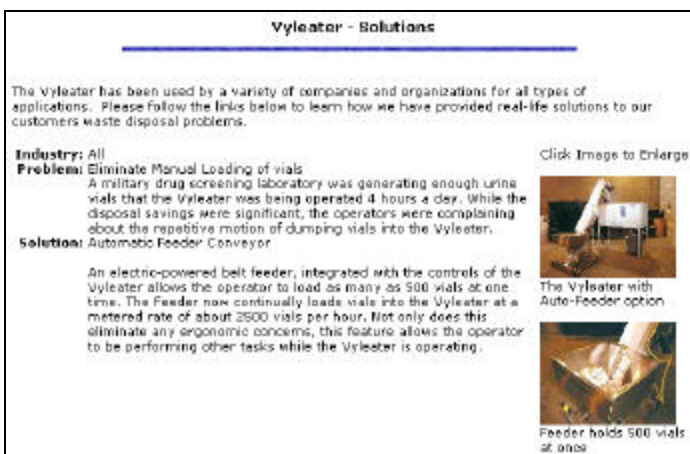 Vyleater - Solutions
The Vyleater has been used by a variety of companies and organizations for all types of
applications. Please follow the links below to learn how we have provided real-life solutions to our
customers waste disposal problems.
Industry: All
Problem: Eliminate Manual Loading of vials
A military drug screening laboratory was generating enough urine
vials that the Vyleater was being operated 4 hours a day. While the
disposal savings were significant, the operators were complaining
about the repetitive motion of dumping vials into the Vyleater.
Solution: Automatic Feeder Conveyor
An electric-powered belt feeder, integrated with the controls of the
Vyleater allows the operator to load as many as 500 vials at one
time. The Feeder now continually loads vials into the Vyleater at a
metered rate of about 2500 vials per hour. Not only does this
eliminate any ergonomic concerns, this feature allows the operator
to be performing other tasks while the Vyleater is operating.
Click Image to Enlarge
The Vyleater with
Auto-Feeder option
Feeder holds 500 vials
at once